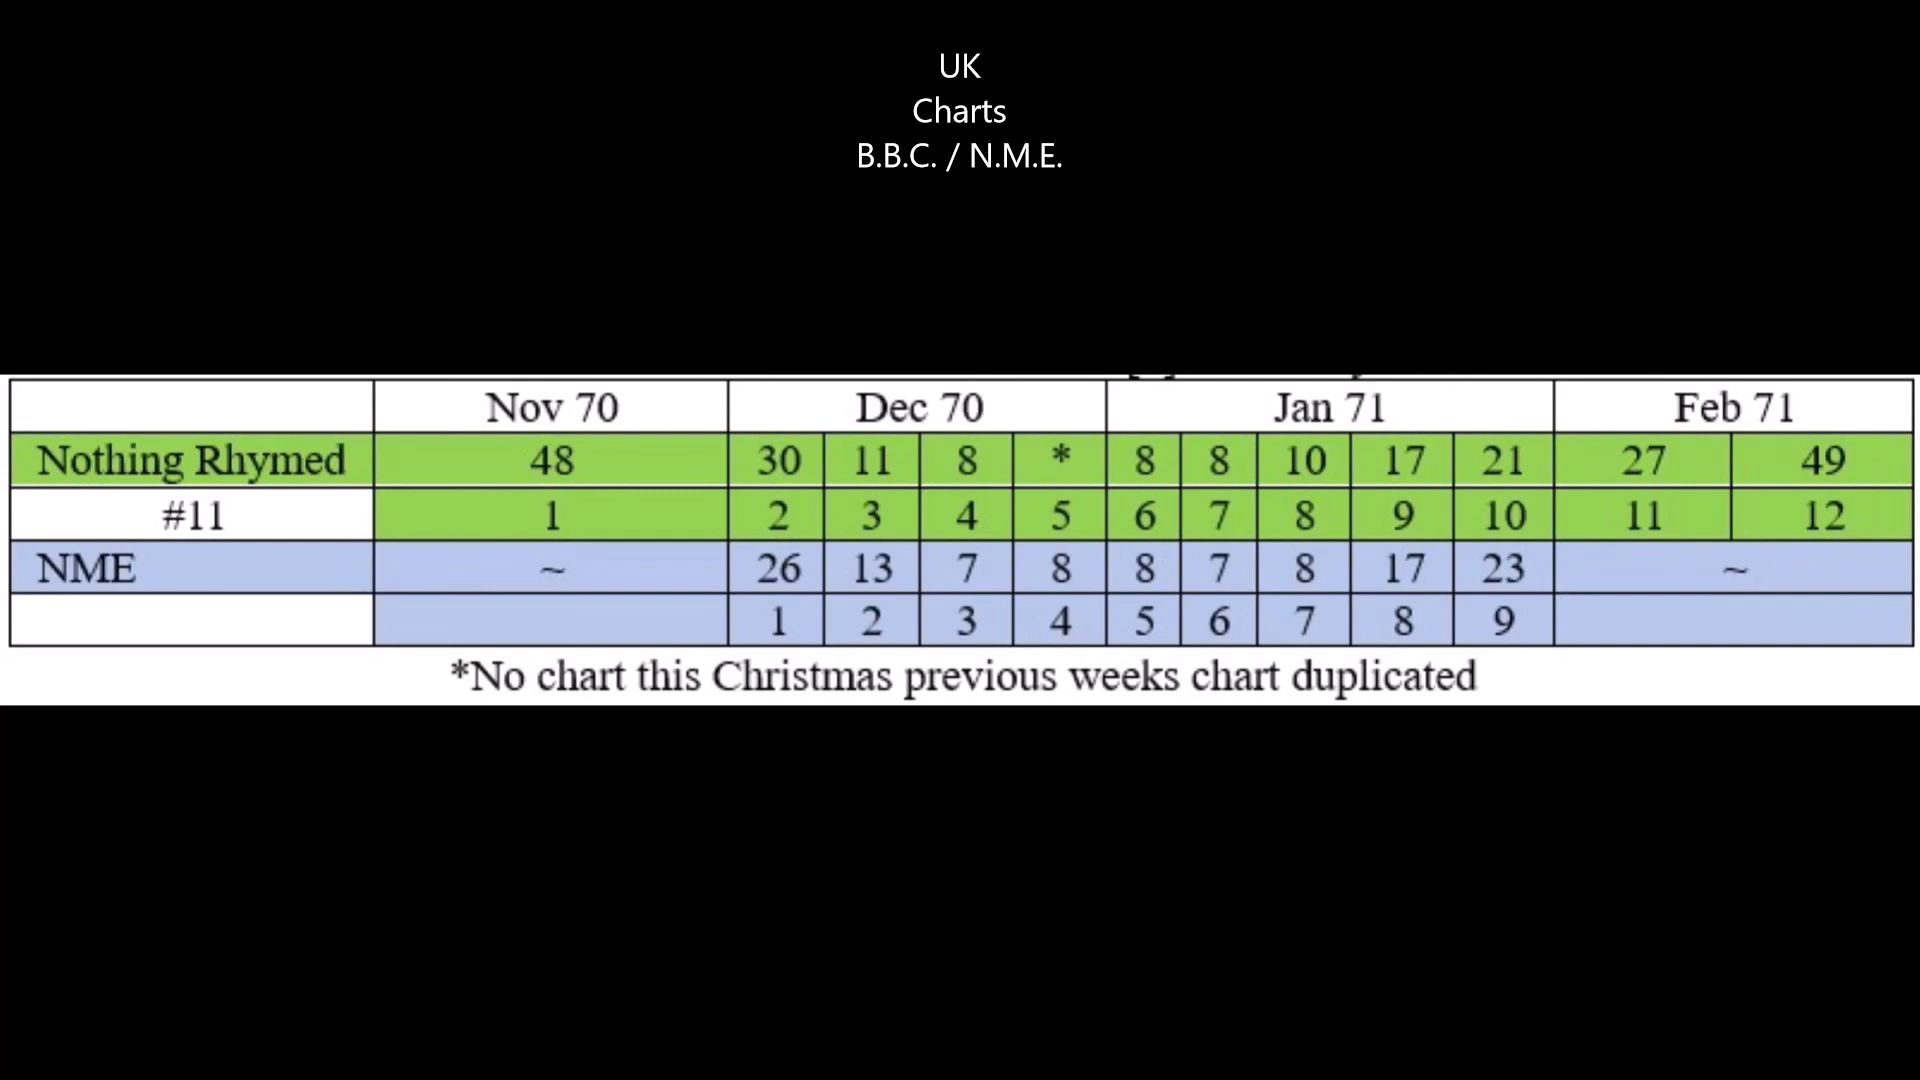 UK
Charts
B.B.C. / N.M.E.
Nov 70 Dec 70 Jan 71 Feb 71
Nothing Rhymed 48 30 11 8 * 8 8 10 17 21 27 49
#11 1 2 3 4 5 6 7 8 9 10 11 12
NME ~ 26 13 7 8 8 7 8 17 23 ~
1 2 3 4 5 6 7 8 9
*No chart this Christmas previous weeks chart duplicated